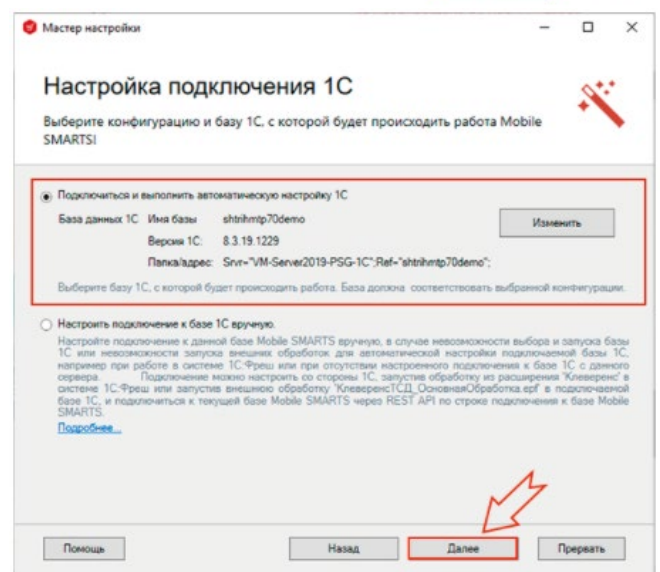 Мастер настройки
Настройка подключения 1С
Выберите конфигурацию и базу 1С, с которой будет происходить работа Mobile
SMARTS!
Подключиться и выполнить автоматическую настройку 1С
База данных 1С Имя базы shtrihmtp70demo
Изменить
Версия 1С: 8.3.19.1229
Папка/адрес: Srvr="VM-Server2019-PSG-1C";Ref="shtrihmtp70demo";
Выберите базу 1С, с которой будет происходить работа. База должна соответствовать выбранной конфигурации.
Настроить подключение к базе 1С вручную.
Настройте подключение к данной базе Mobile SMARTS вручную, в случае невозможности выбора и запуска базы
1С или невозможности запуска внешних обработок для автоматической настройки подключаемой базы 1С,
например при работе в системе 1С:Фреш или при отсутствии настроенного подключения к базе 1С с данного
сервера. Подключение можно настроить со стороны 1С, запустив обработку из расширения 'Клеверенс' в
системе 1С:Фреш или запустив внешнюю обработку 'КлеверенсТСД_ОсновнаяОбработка.epf' в подключаемой
базе 1С, и подключиться к текущей базе Mobile SMARTS через REST API по строке подключения к базе Mobile
SMARTS.
Подробнее...
Помощь
Назад
Далее
Прервать